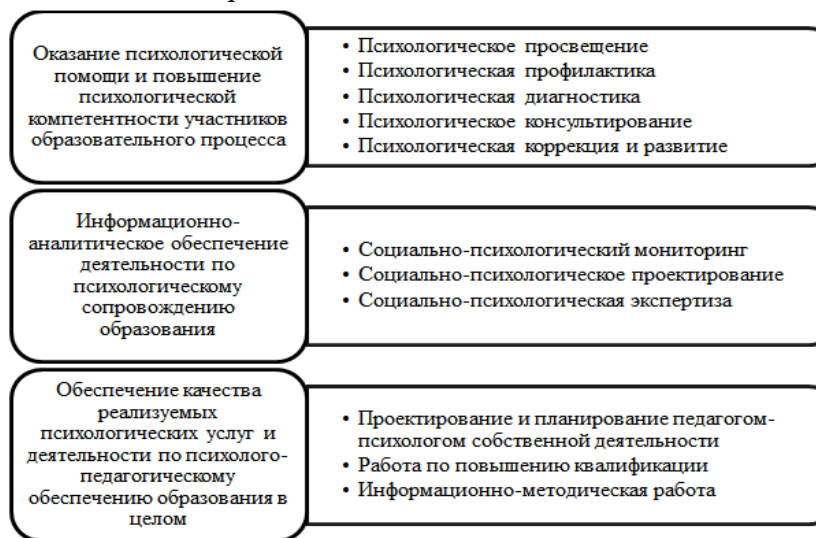 Оказание психологической
помощи и повышение
психологической
компетентности участников
образовательного процесса
• Психологическое просвещение
• Психологическая профилактика
• Психологическая диагностика
• Психологическое консультирование
• Психологическая коррекция и развитие
Информационно-
аналитическое обеспечение
деятельности по
психологическому
сопровождению
образования
• Социально-психологический мониторинг
• Социально-психологическое проектирование
• Социально-психологическая экспертиза
Обеспечение качества
реализуемых
психологических услуг и
деятельности по психолого-
педагогическому
обеспечению образования в
целом
• Проектирование и планирование педагогом-
психологом собственной деятельности
• Работа по повышению квалификации
• Информационно-методическая работа